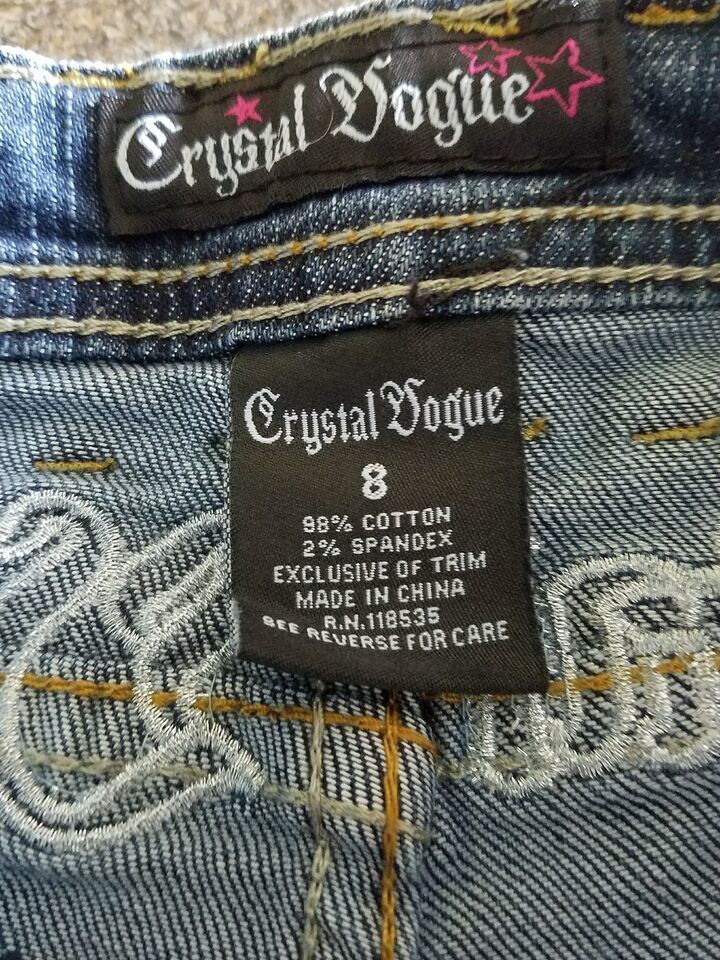 Crystal Vogue
Crystal Vogue
8
98% COTTON
2% SPANDEX
EXCLUSIVE OF TRIM
MADE IN CHINA
R.N.118535
SEE REVERSE FOR CARE